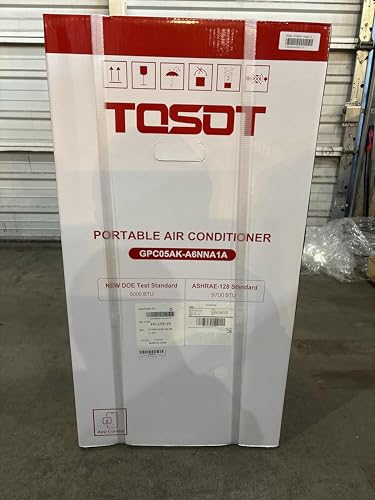 TOSOT
PORTABLE AIR CONDITIONER
GPC05AK-A6NNA1A
NEW DOE Test Standard
5000 BTU
ASHRAE-128 Standard
9700 BTU
App Control